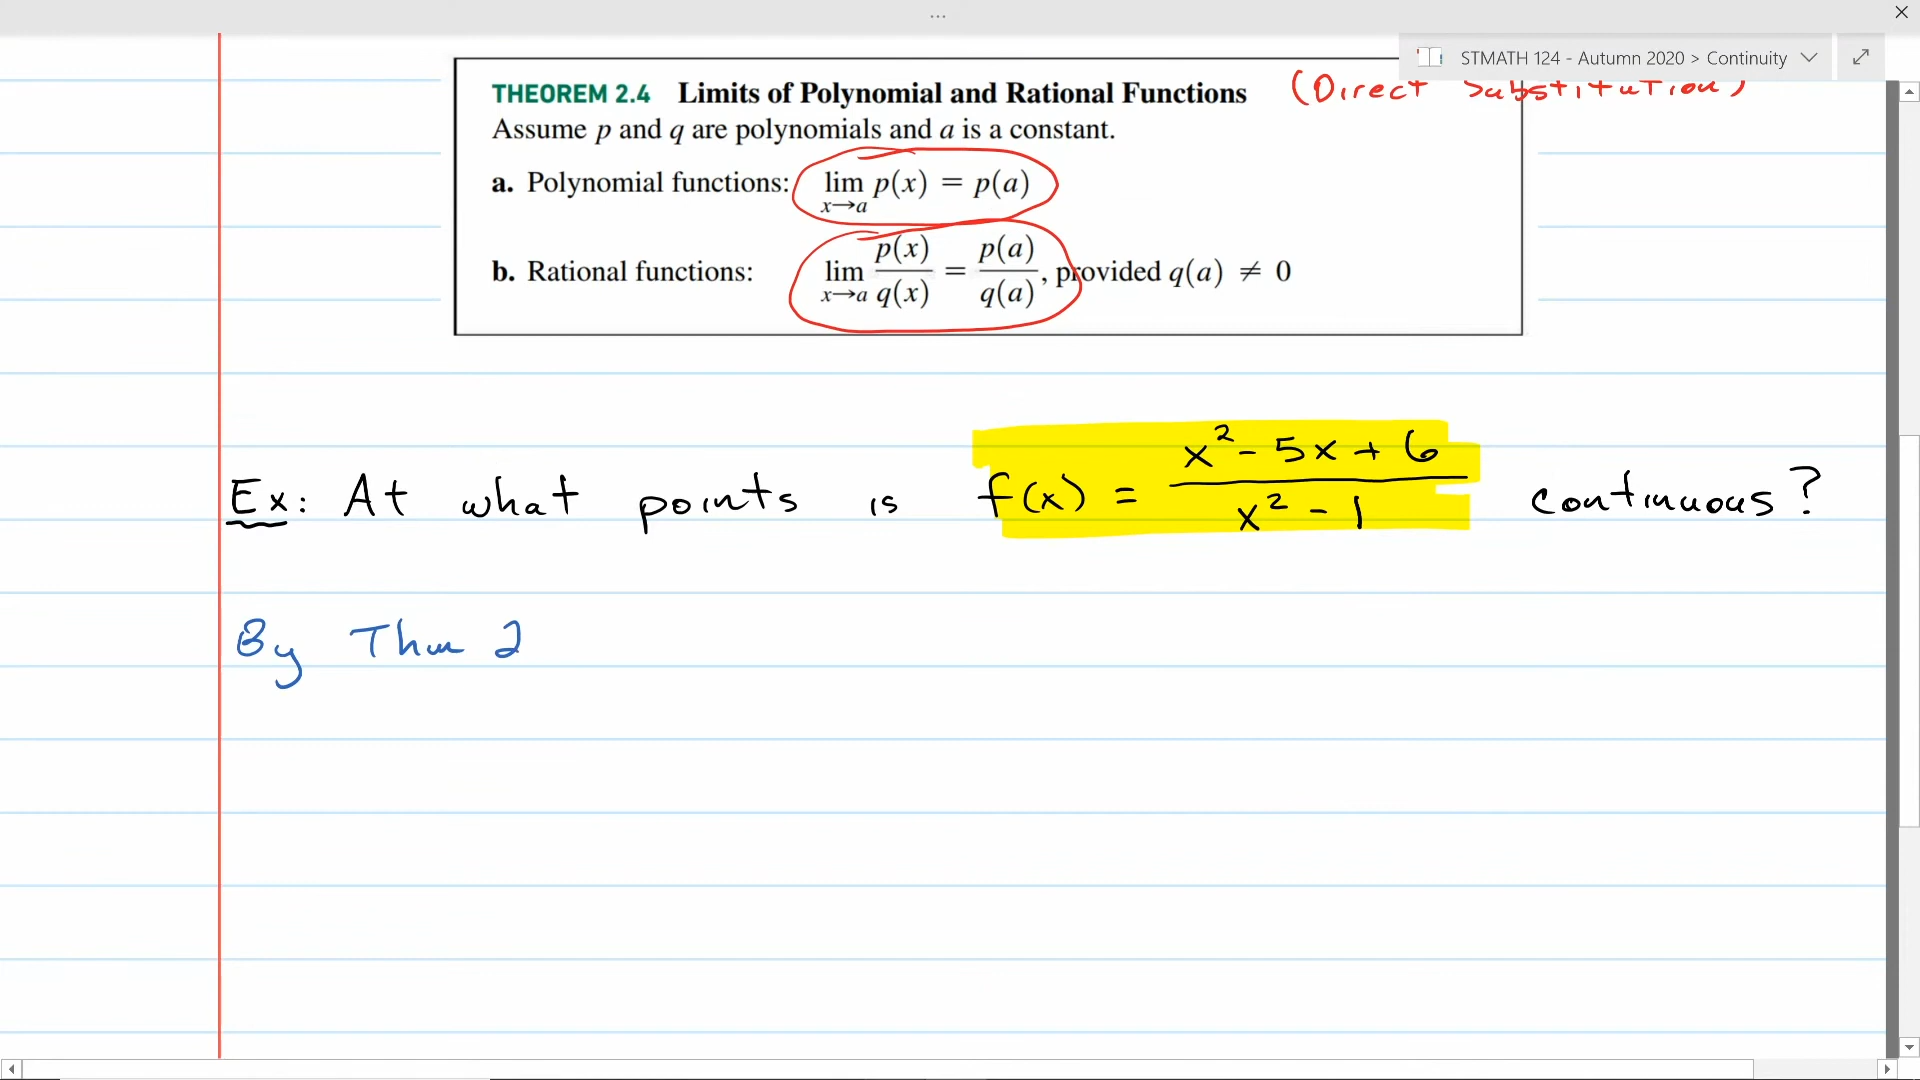 ...
STMATH 124 - Autumn 2020 > Continuity
THEOREM 2.4 Limits of Polynomial and Rational Functions (Direct Substitution)
Assume p and q are polynomials and a is a constant.
a. Polynomial functions: lim x→a p(x) = p(a)
b. Rational functions: lim x→a p(x)/q(x) = p(a)/q(a), provided q(a) ≠ 0
Ex: At what points is f(x) = x² - 5x + 6 / x² - 1 continuous?
By Thm 2